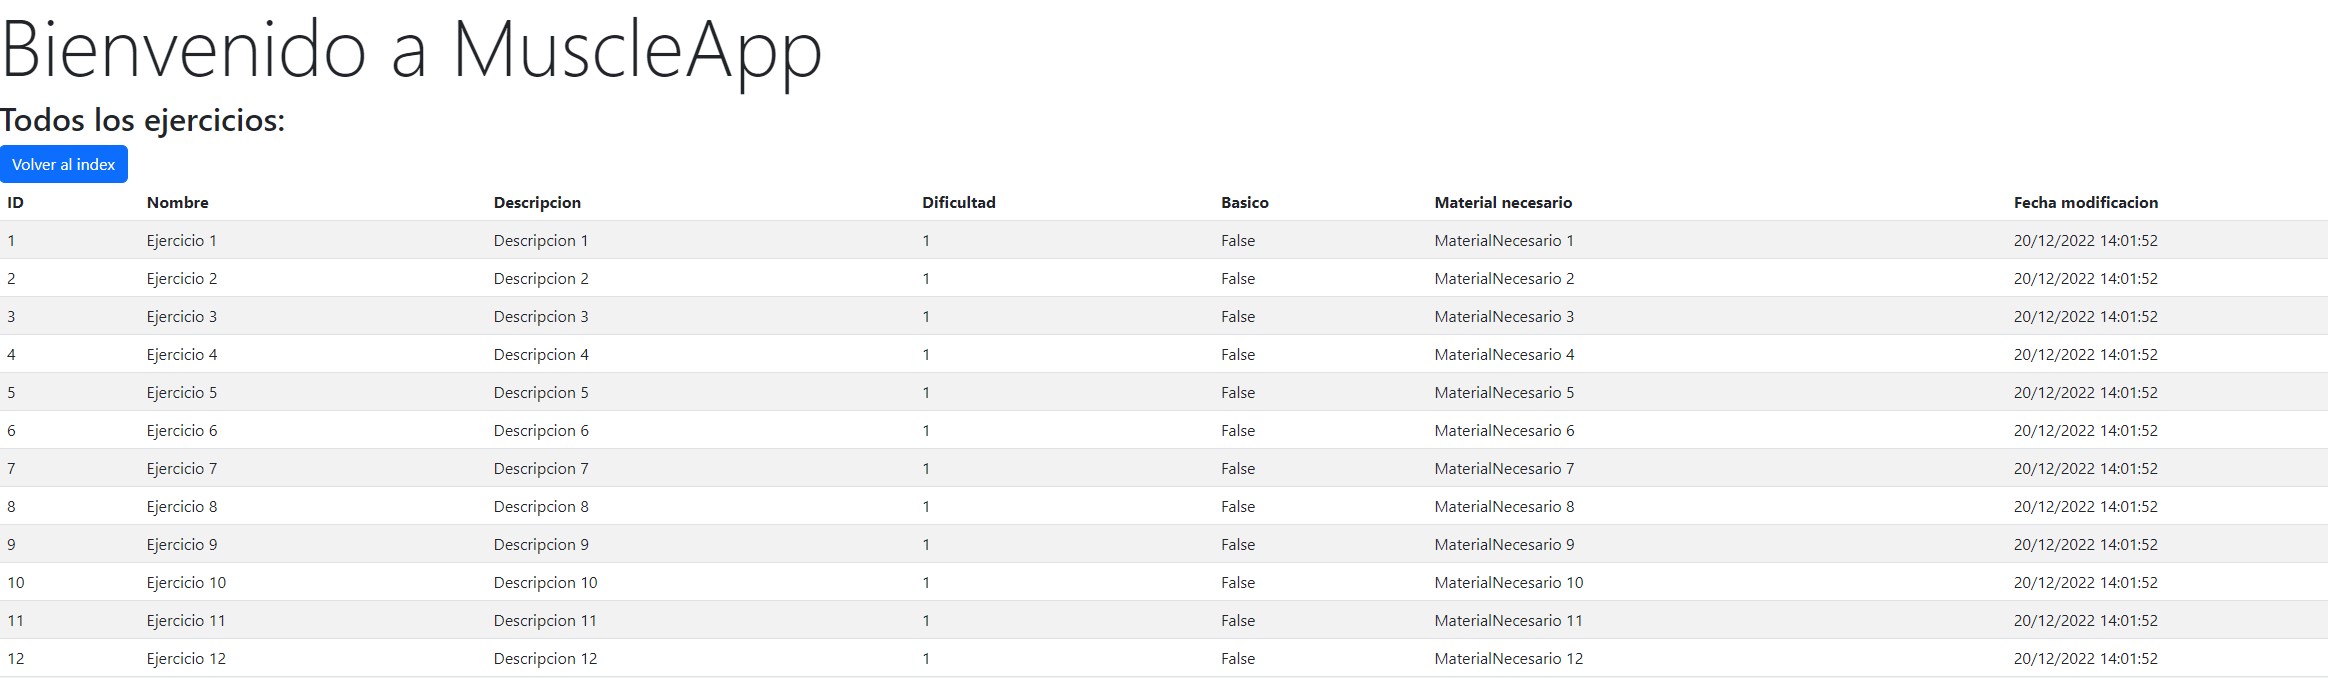 Bienvenido a MuscleApp
Todos los ejercicios:
Volver al index
ID Nombre Descripcion Dificultad Basico Material necesario Fecha modificacion
1 Ejercicio 1 Descripcion 1 1 False MaterialNecesario 1 20/12/2022 14:01:52
2 Ejercicio 2 Descripcion 2 1 False MaterialNecesario 2 20/12/2022 14:01:52
3 Ejercicio 3 Descripcion 3 1 False MaterialNecesario 3 20/12/2022 14:01:52
4 Ejercicio 4 Descripcion 4 1 False MaterialNecesario 4 20/12/2022 14:01:52
5 Ejercicio 5 Descripcion 5 1 False MaterialNecesario 5 20/12/2022 14:01:52
6 Ejercicio 6 Descripcion 6 1 False MaterialNecesario 6 20/12/2022 14:01:52
7 Ejercicio 7 Descripcion 7 1 False MaterialNecesario 7 20/12/2022 14:01:52
8 Ejercicio 8 Descripcion 8 1 False MaterialNecesario 8 20/12/2022 14:01:52
9 Ejercicio 9 Descripcion 9 1 False MaterialNecesario 9 20/12/2022 14:01:52
10 Ejercicio 10 Descripcion 10 1 False MaterialNecesario 10 20/12/2022 14:01:52
11 Ejercicio 11 Descripcion 11 1 False MaterialNecesario 11 20/12/2022 14:01:52
12 Ejercicio 12 Descripcion 12 1 False MaterialNecesario 12 20/12/2022 14:01:52